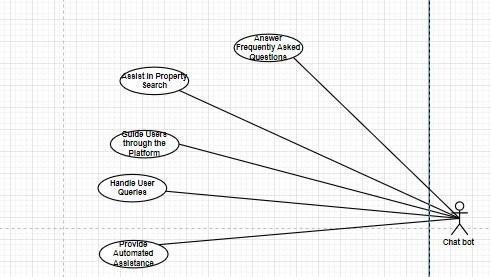 Answer
Frequently Asked
Questions
Assist in Property
Search
Guide Users
through the
Platform
Handle User
Queries
Provide
Automated
Assistance
Chat bot